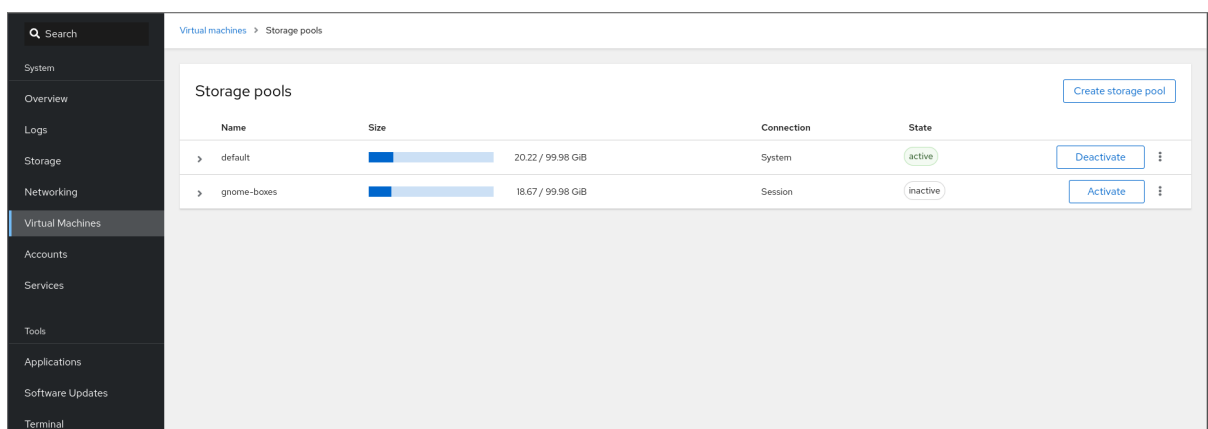 Search
System
Overview
Logs
Storage
Networking
Virtual Machines
Accounts
Services
Tools
Applications
Software Updates
Terminal
Virtual machines > Storage pools
Storage pools
Create storage pool
Name Size Connection State
default 20.22 / 99.98 GiB System active Deactivate
gnome-boxes 18.67 / 99.98 GiB Session inactive Activate